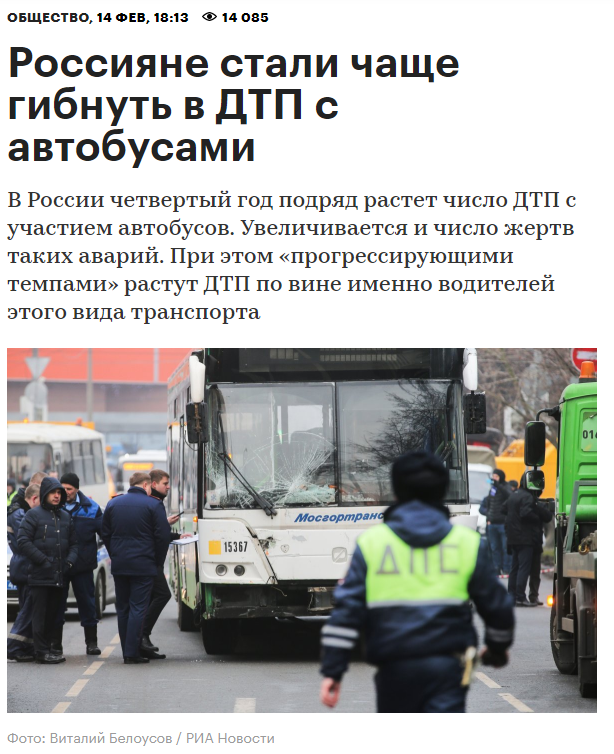 ОБЩЕСТВО, 14 ФЕВ, 18:13 14 085
Россияне стали чаще
гибнуть в ДТП с
автобусами
В России четвертый год подряд растет число ДТП с
участием автобусов. Увеличивается и число жертв
таких аварий. При этом «прогрессирующими
темпами» растут ДТП по вине именно водителей
этого вида транспорта
Мосгортранс
15367
ДПС
Фото: Виталий Белоусов / РИА Новости